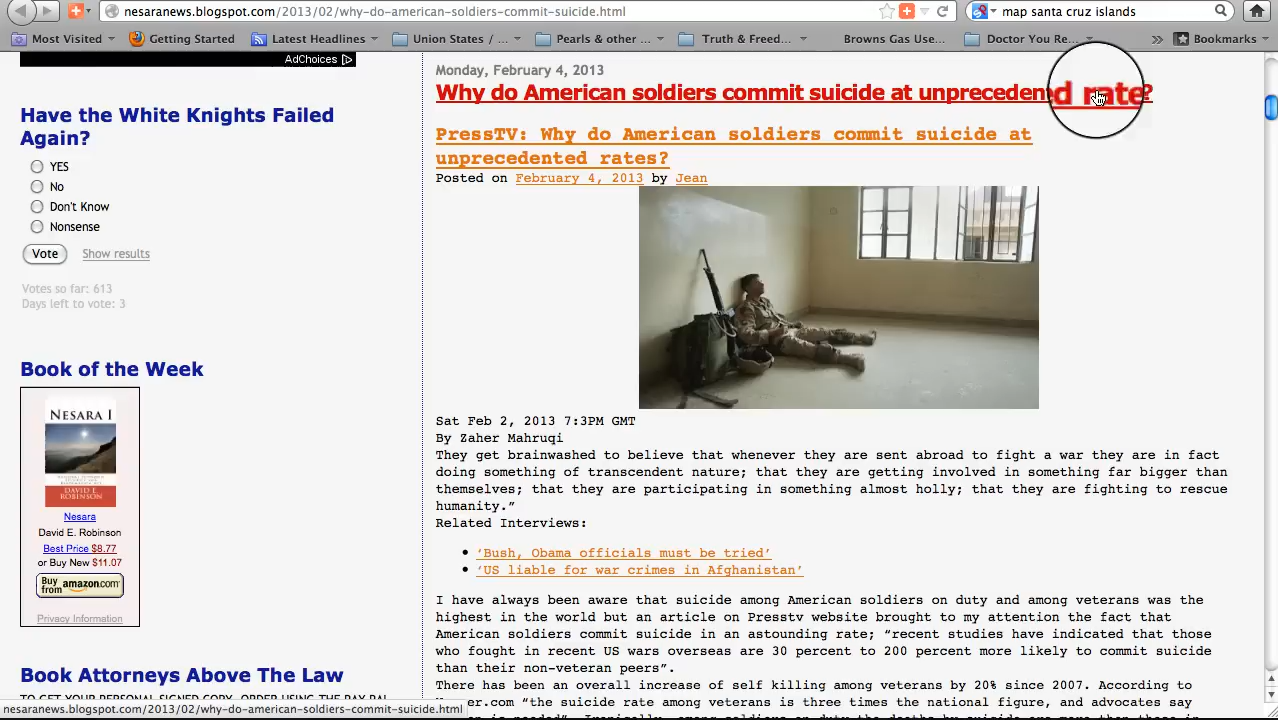 nesaranews.blogspot.com/2013/02/why-do-american-soldiers-commit-suicide.html
map santa cruz islands
Most Visited
Getting Started
Latest Headlines
Union States / ...
Pearls & other ...
Truth & Freed...
Browns Gas Use...
Doctor You Re...
Bookmarks
AdChoices
Have the White Knights Failed
Again?
YES
No
Don't Know
Nonsense
Vote
Show results
Votes so far: 613
Days left to vote: 3
Book of the Week
NESARA I
DAVID E.
ROBINSON
Nesara
David E. Robinson
Best Price $8.77
or Buy New $11.07
Buy
from amazon.com
Privacy Information
Book Attorneys Above The Law
Monday, February 4, 2013
Why do American soldiers commit suicide at unprecedented rate?
PressTV: Why do American soldiers commit suicide at
unprecedented rates?
Posted on February 4, 2013 by Jean
Sat Feb 2, 2013 7:3PM GMT
By Zaher Mahruqi
They get brainwashed to believe that whenever they are sent abroad to fight a war they are in fact
doing something of transcendent nature; that they are getting involved in something far bigger than
themselves; that they are participating in something almost holly; that they are fighting to rescue
humanity.”
Related Interviews:
‘Bush, Obama officials must be tried’
‘US liable for war crimes in Afghanistan’
I have always been aware that suicide among American soldiers on duty and among veterans was the
highest in the world but an article on Presstv website brought to my attention the fact that
American soldiers commit suicide in an astounding rate; “recent studies have indicated that those
who fought in recent US wars overseas are 30 percent to 200 percent more likely to commit suicide
than their non-veteran peers”.
There has been an overall increase of self killing among veterans by 20% since 2007. According to
er.com “the suicide rate among veterans is three times the national figure, and advocates say
nesaranews.blogspot.com/2013/02/why-do-american-soldiers-commit-suicide.html